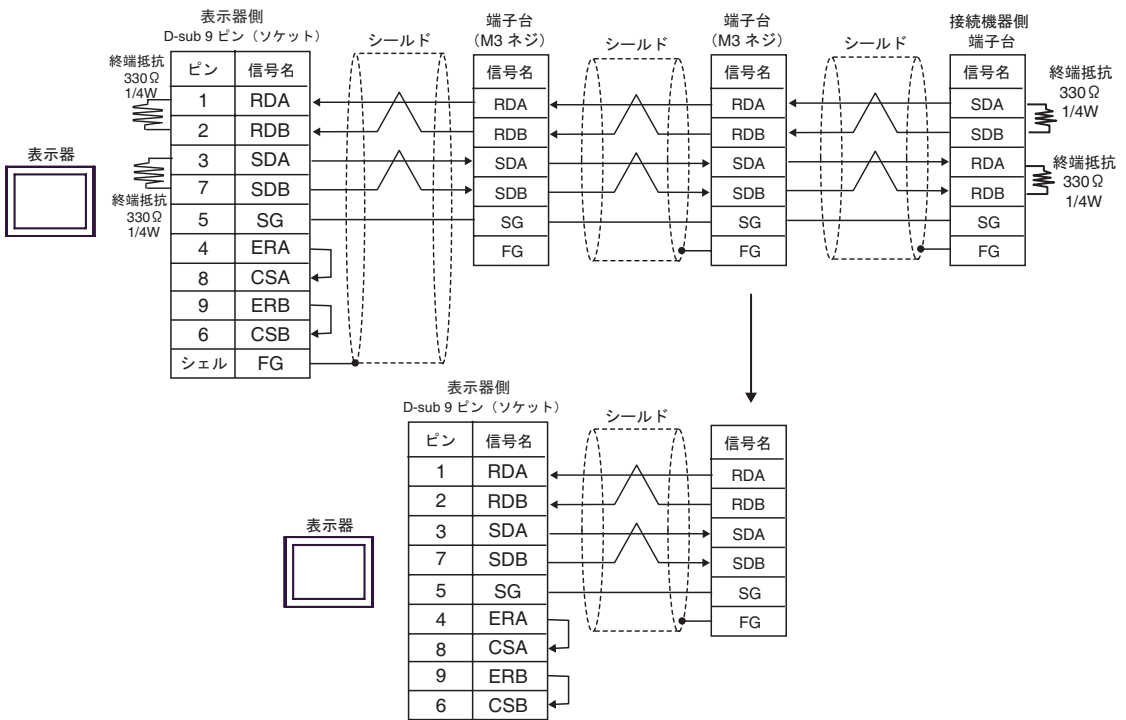 表示器側
D-sub 9 ピン（ソケット）
シールド
端子台
（M3 ネジ）
シールド
端子台
（M3 ネジ）
シールド
接続機器側
端子台
終端抵抗
330Ω
1/4W
終端抵抗
330Ω
1/4W
表示器
ピン 信号名
1 RDA
2 RDB
3 SDA
7 SDB
5 SG
4 ERA
8 CSA
9 ERB
6 CSB
シェル FG
信号名
RDA
RDB
SDA
SDB
SG
FG
信号名
RDA
RDB
SDA
SDB
SG
FG
信号名
SDA
SDB
RDA
RDB
SG
FG
終端抵抗
330Ω
1/4W
終端抵抗
330Ω
1/4W
表示器側
D-sub 9 ピン（ソケット）
シールド
表示器
ピン 信号名
1 RDA
2 RDB
3 SDA
7 SDB
5 SG
4 ERA
8 CSA
9 ERB
6 CSB
信号名
RDA
RDB
SDA
SDB
SG
FG